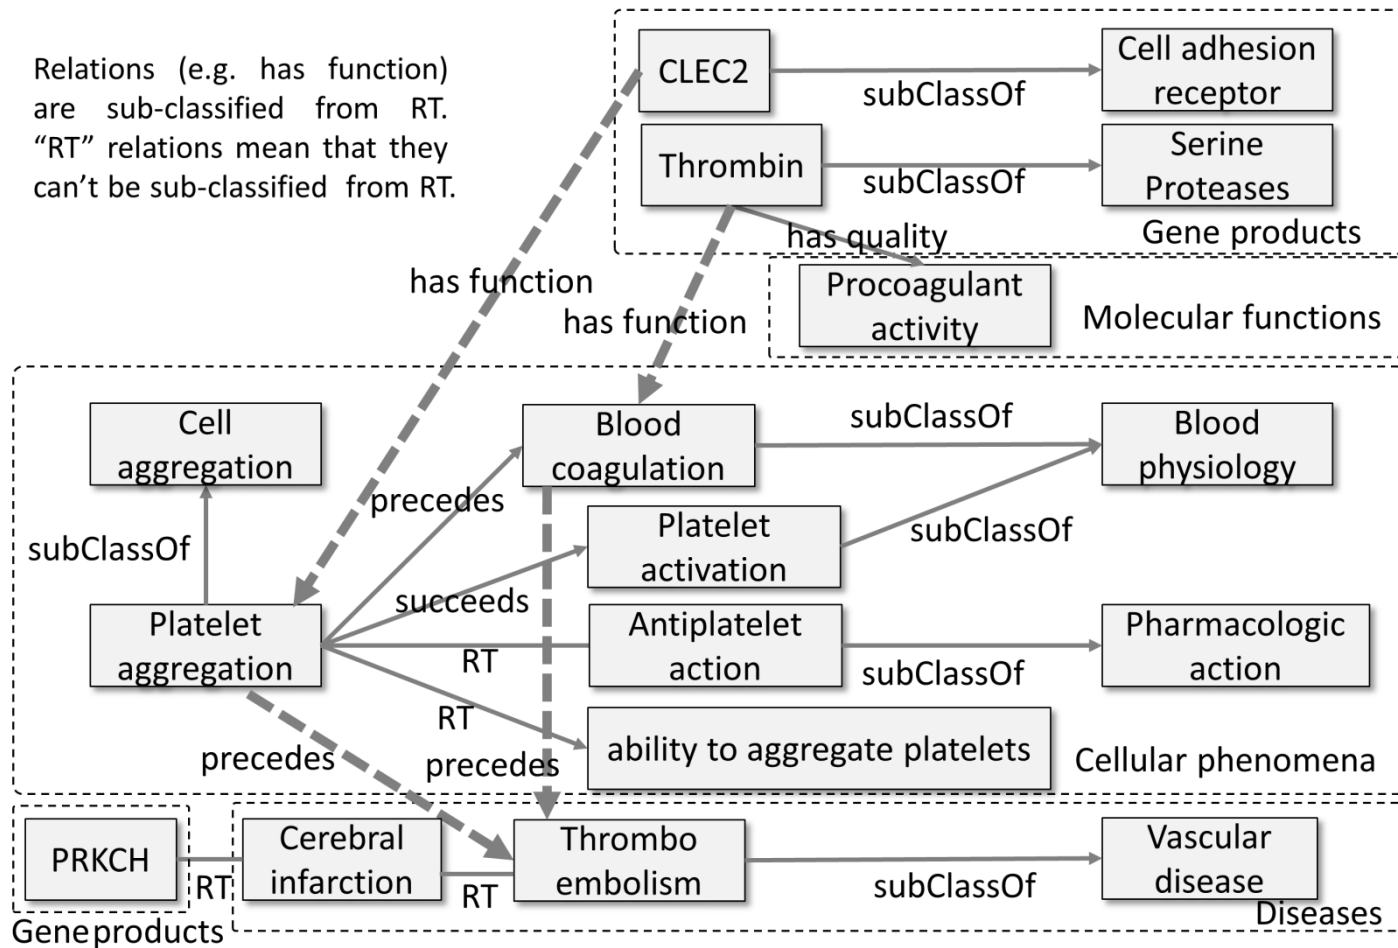 Relations (e.g. has function)
are sub-classified from RT.
“RT” relations mean that they
can’t be sub-classified from RT.
CLEC2
subClassOf
Cell adhesion
receptor
Thrombin
subClassOf
Serine
Proteases
has quality
Gene products
has function
has function
Procoagulant
activity
Molecular functions
Cell
aggregation
Blood
coagulation
subClassOf
Blood
physiology
precedes
subClassOf
Platelet
activation
subClassOf
succeeds
Platelet
aggregation
RT
Antiplatelet
action
subClassOf
Pharmacologic
action
RT
ability to aggregate platelets
precedes
precedes
Cellular phenomena
PRKCH
RT
Cerebral
infarction
RT
Thrombo
embolism
subClassOf
Vascular
disease
Diseases
Gene products